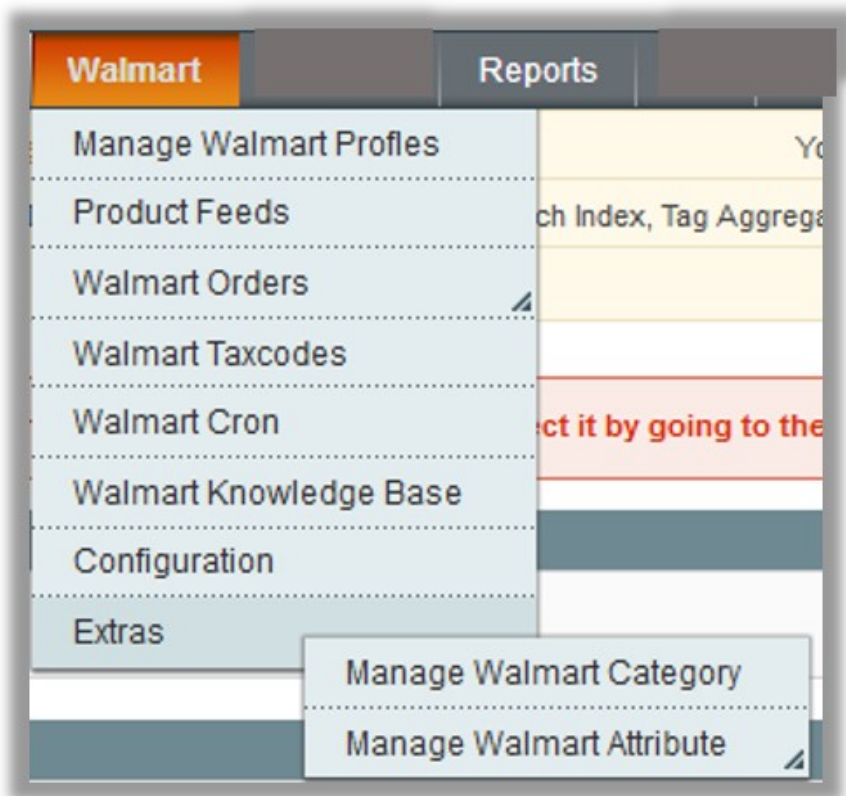 Walmart Reports
Manage Walmart Profles
Yo
Product Feeds
ch Index, Tag Aggrega
Walmart Orders
Walmart Taxcodes
Walmart Cron
ct it by going to the
Walmart Knowledge Base
Configuration
Extras
Manage Walmart Category
Manage Walmart Attribute